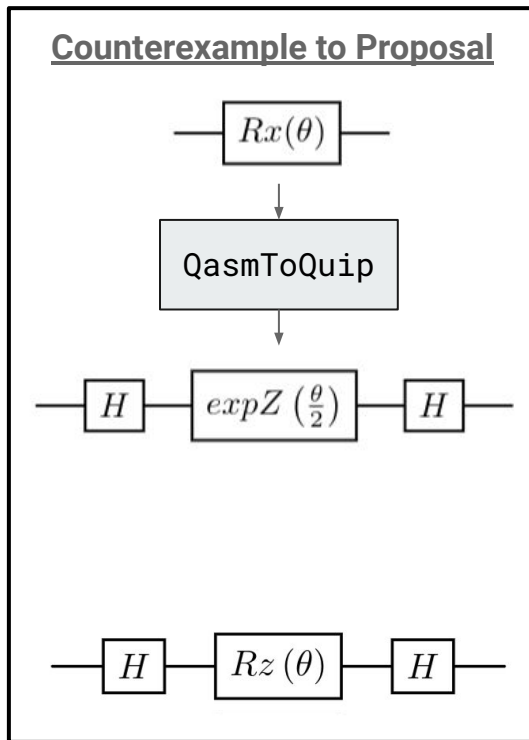 Counterexample to Proposal
Rx(θ)
QasmToQuip
H expZ (θ/2) H
H Rz (θ) H